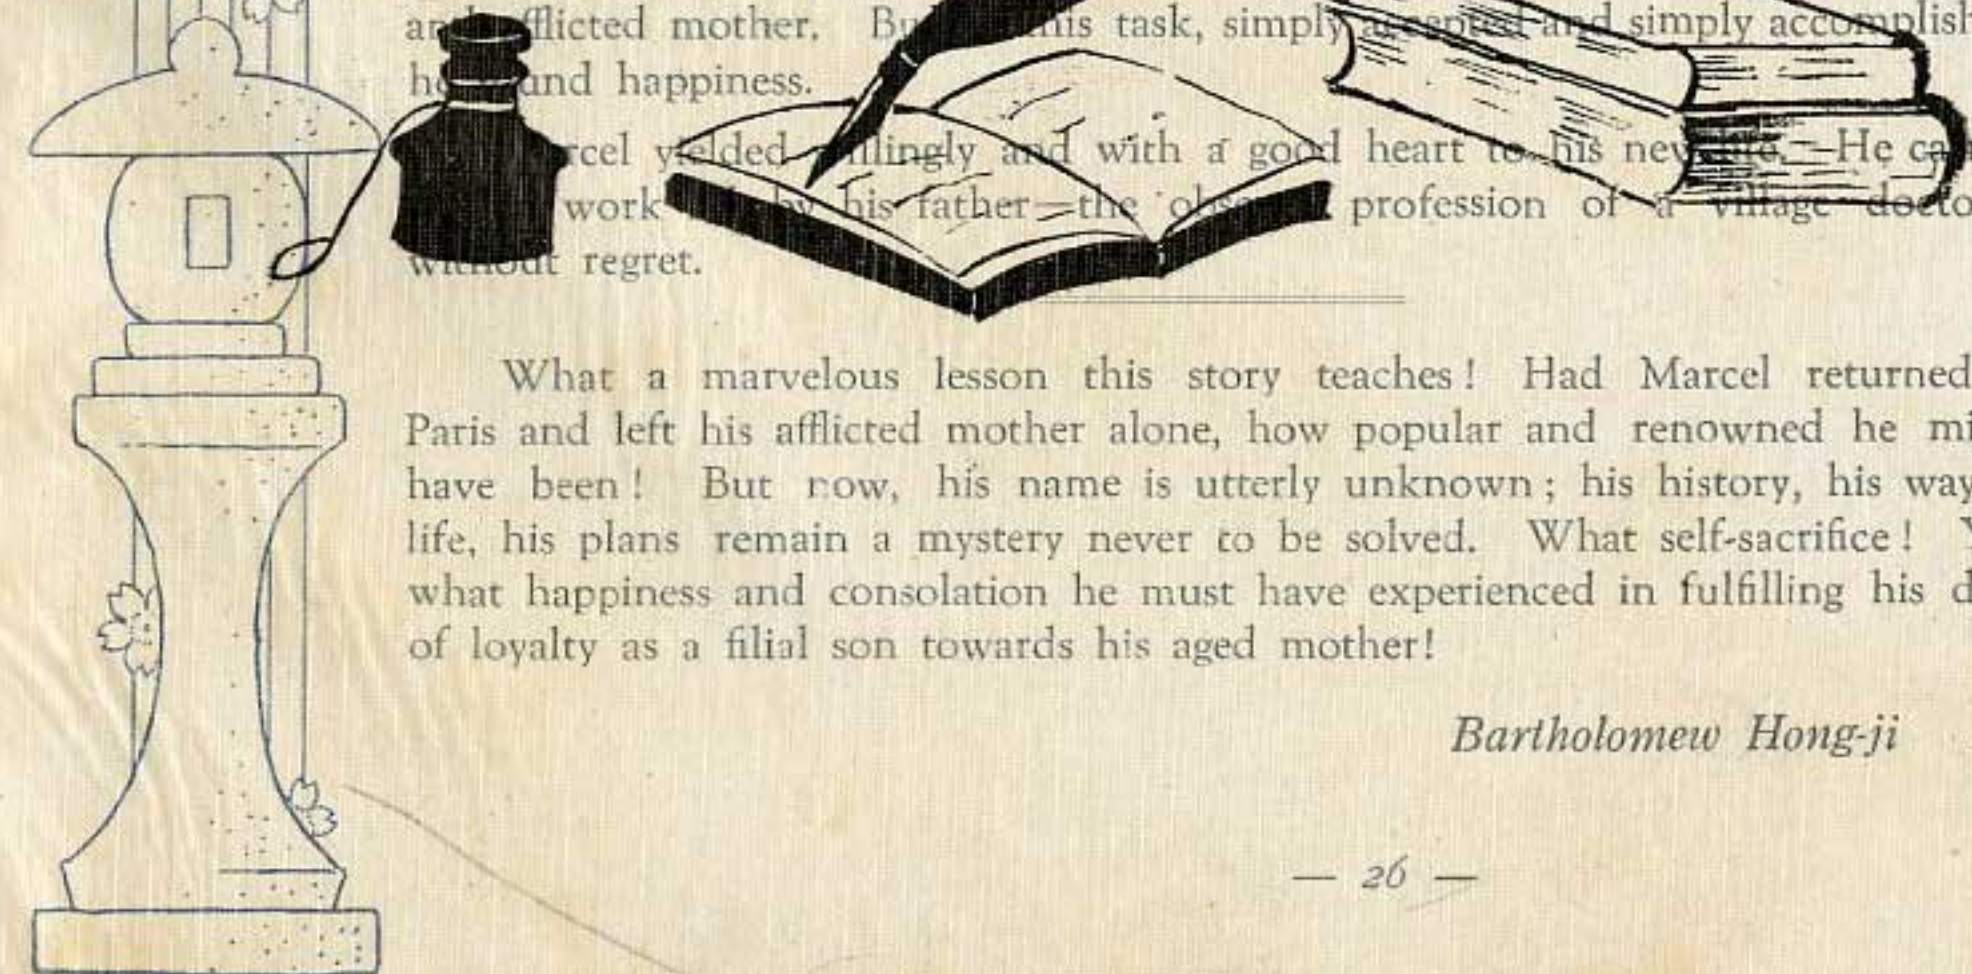 afflicted mother. But this task, simply accepted and simply accomplish
and happiness.
yielded willingly and with a good heart to his new life. He
work by his father—the profession of a village
without regret.
What a marvelous lesson this story teaches! Had Marcel returned
Paris and left his afflicted mother alone, how popular and renowned he mi
have been! But now, his name is utterly unknown; his history, his way
life, his plans remain a mystery never to be solved. What self-sacrifice!
what happiness and consolation he must have experienced in fulfilling his d
of loyalty as a filial son towards his aged mother!
Bartholomew Hong-ji
— 26 —